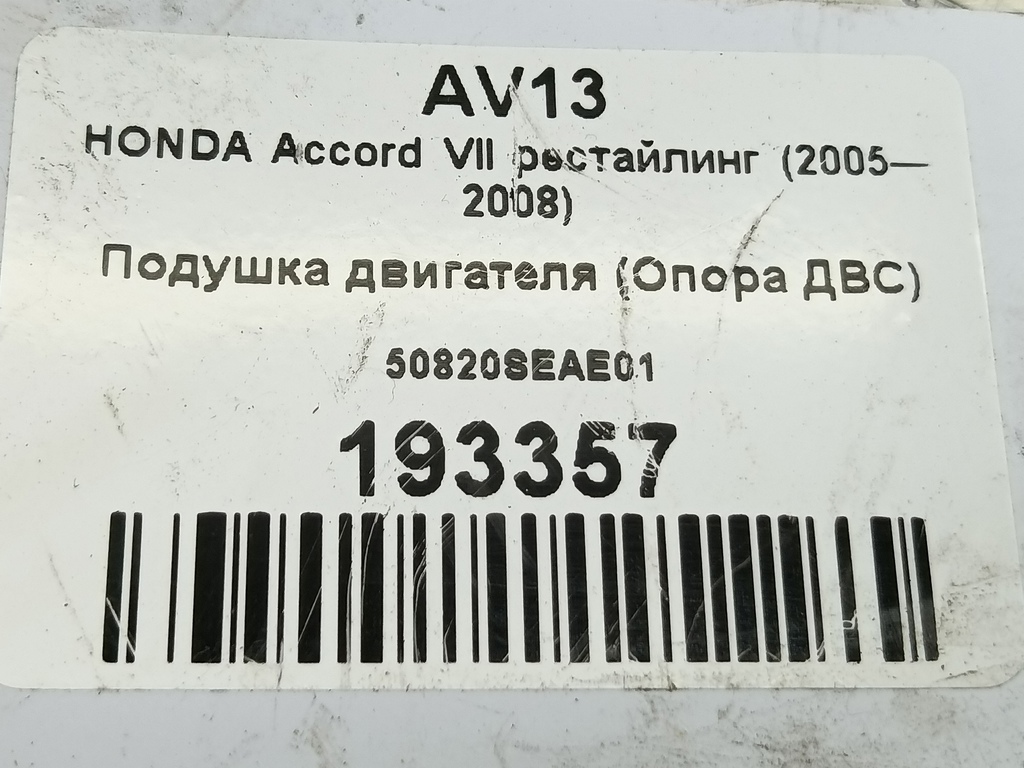 AV13
HONDA Accord VII рестайлинг (2005—
2008)
Подушка двигателя (Опора ДВС)
50820SEAE01
193357